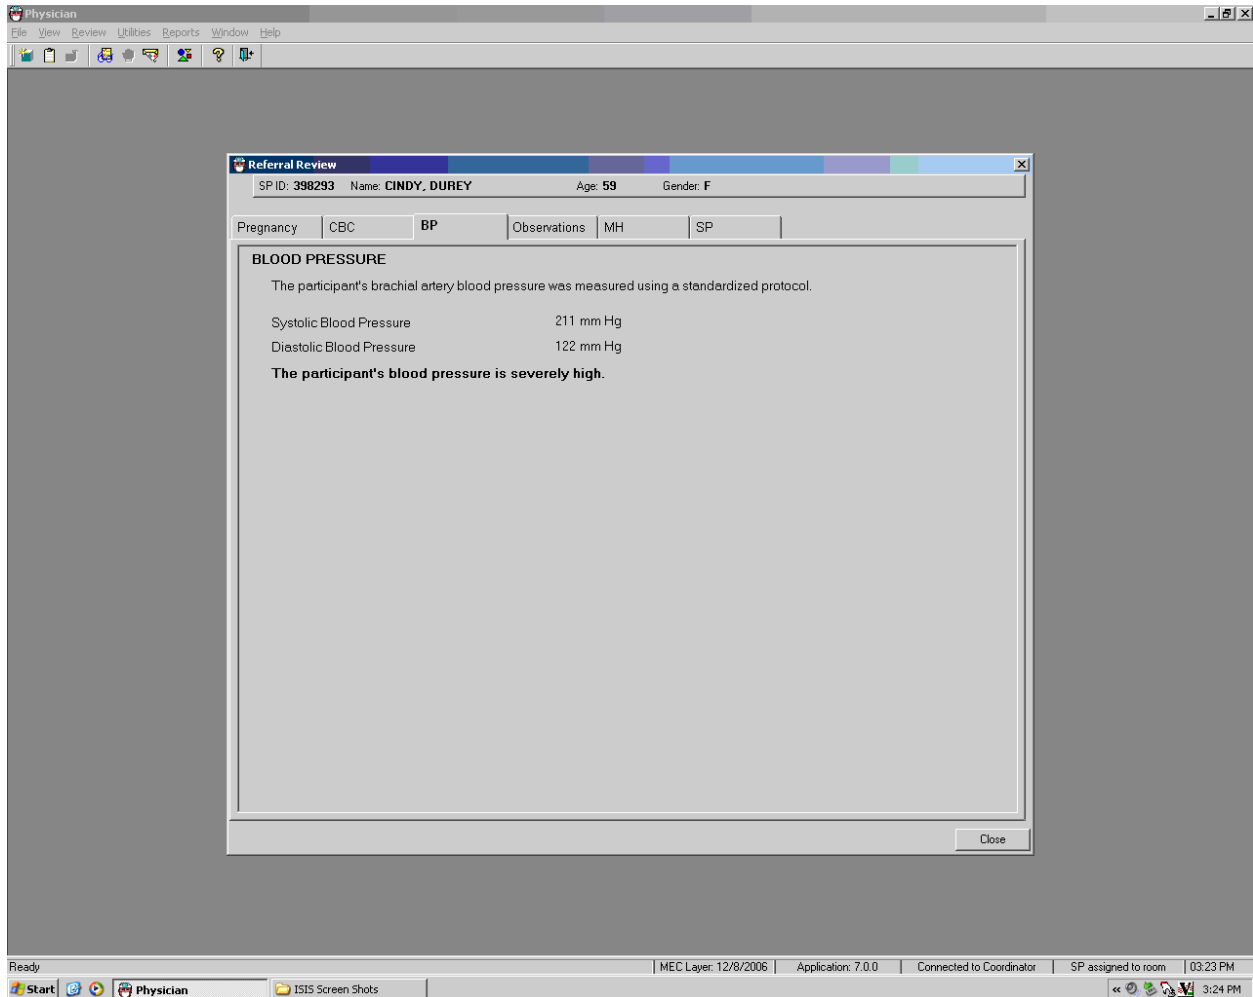 Physician
File View Review Utilities Reports Window Help
Referral Review
SP ID: 398293 Name: CINDY, DUREY Age: 59 Gender: F
Pregnancy CBC BP Observations MH SP
BLOOD PRESSURE
The participant's brachial artery blood pressure was measured using a standardized protocol.
Systolic Blood Pressure 211 mm Hg
Diastolic Blood Pressure 122 mm Hg
The participant's blood pressure is severely high.
Close
Ready MEC Layer: 12/8/2006 Application: 7.0.0 Connected to Coordinator SP assigned to room 03:23 PM
Start Physician ISIS Screen Shots « 3:24 PM